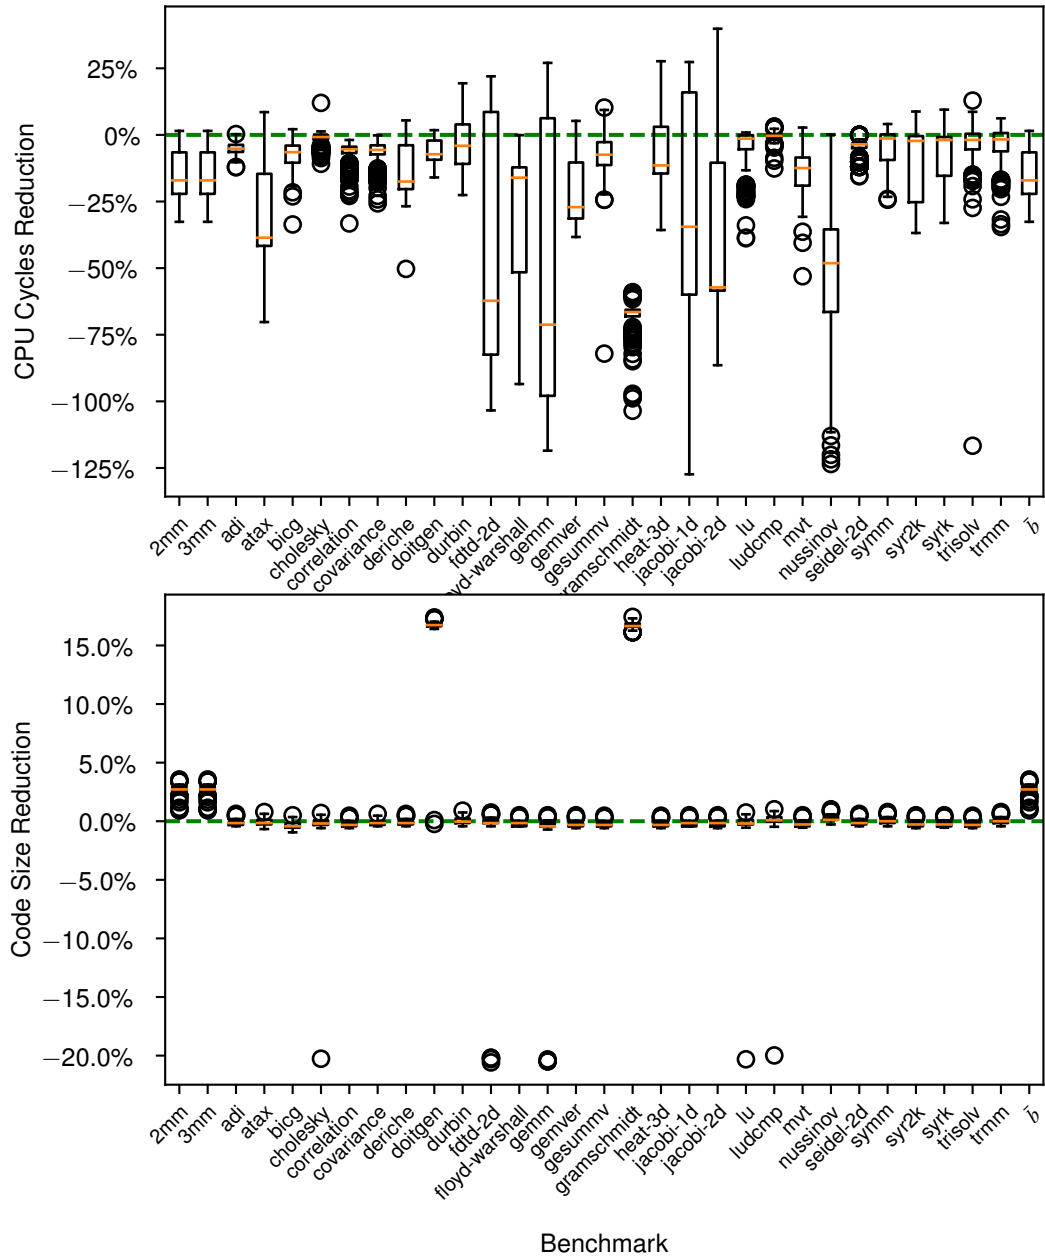 CPU Cycles Reduction
25%
0%
−25%
−50%
−75%
−100%
−125%
2mm
3mm
adi
atax
bicg
cholesky
correlation
covariance
deriche
doitgen
durbin
fdtd-2d
oyd-warshall
gemm
gemver
gesummv
ramschmidt
heat-3d
jacobi-1d
jacobi-2d
lu
ludcmp
mvt
nussinov
seidel-2d
symm
syr2k
syrk
trisolv
trmm
b̄
Code Size Reduction
15.0%
10.0%
5.0%
0.0%
−5.0%
−10.0%
−15.0%
−20.0%
2mm
3mm
adi
atax
bicg
cholesky
correlation
covariance
deriche
doitgen
durbin
fdtd-2d
floyd-warshall
gemm
gemver
gesummv
gramschmidt
heat-3d
jacobi-1d
jacobi-2d
lu
ludcmp
mvt
nussinov
seidel-2d
symm
syr2k
syrk
trisolv
trmm
Benchmark